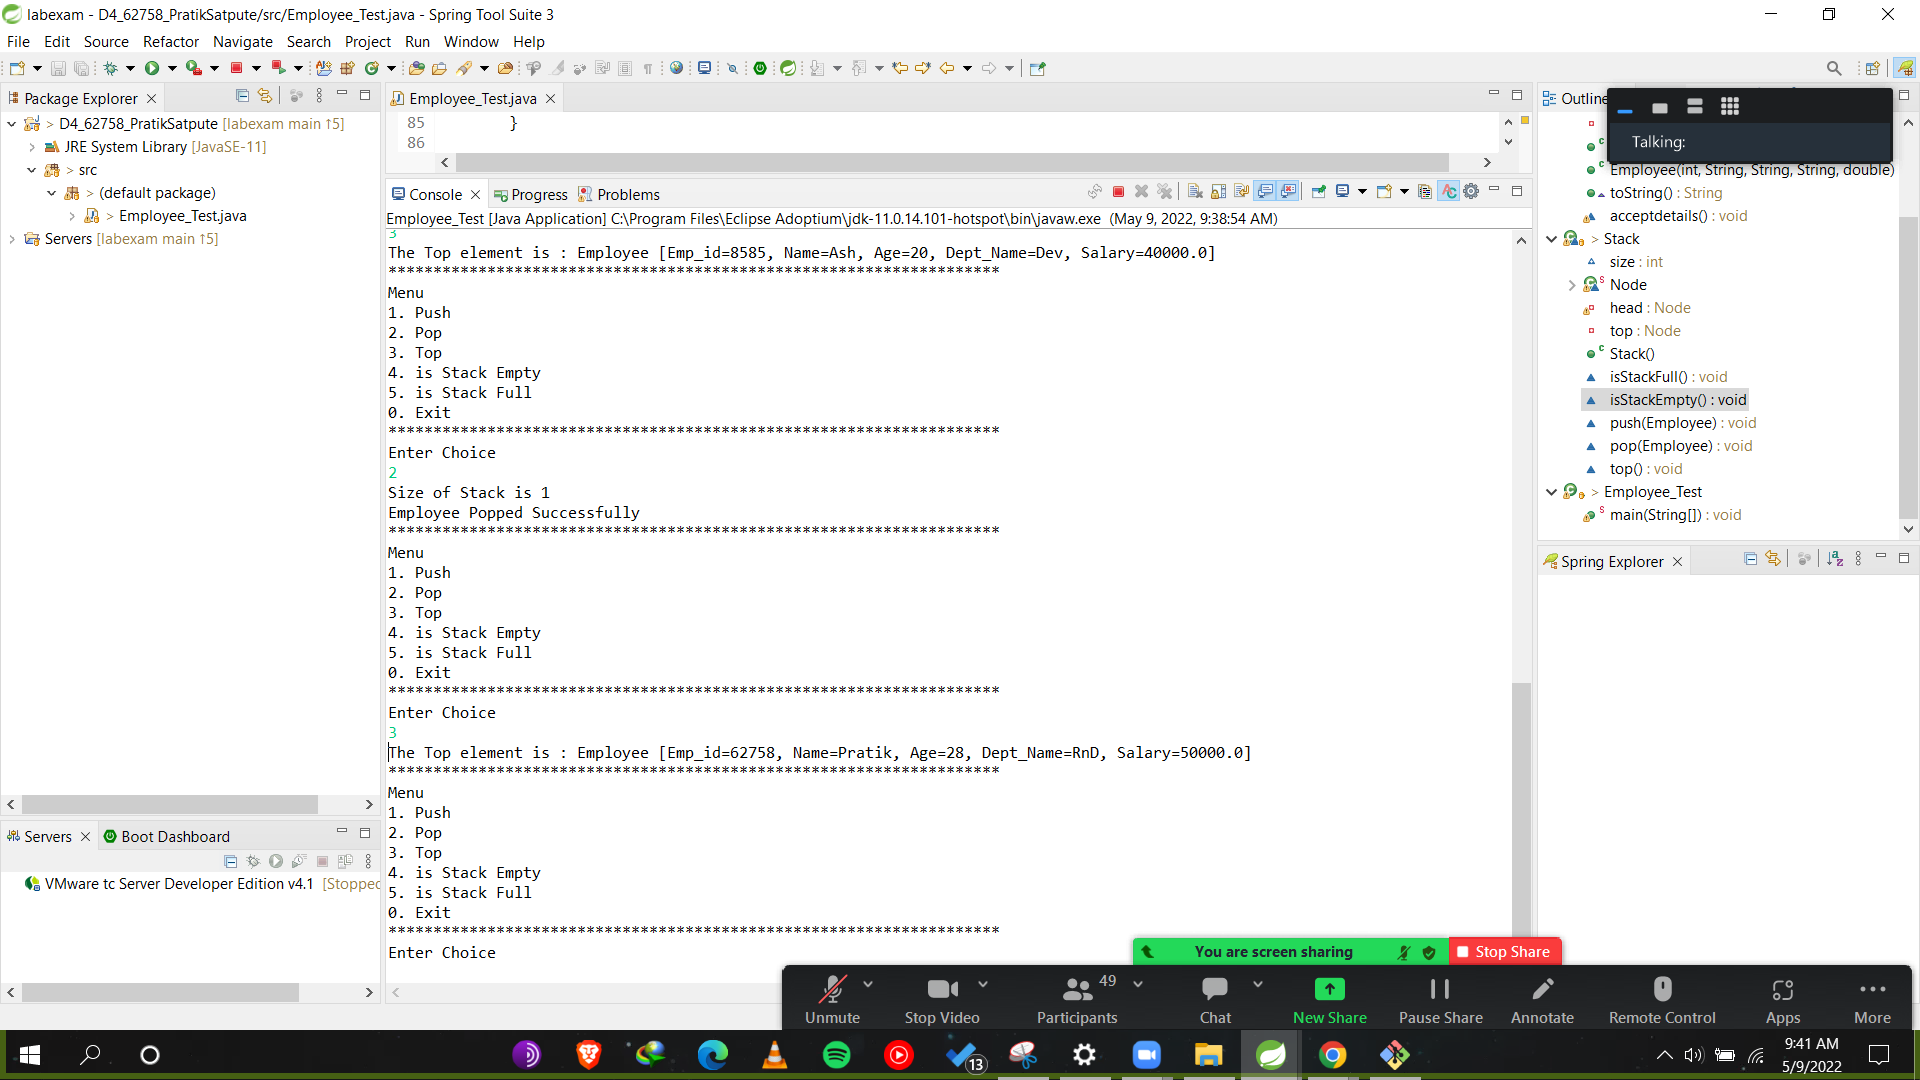 labexam - D4_62758_PratikSatpute/src/Employee_Test.java - Spring Tool Suite 3
File Edit Source Refactor Navigate Search Project Run Window Help
Package Explorer
> D4_62758_PratikSatpute [labexam main ↑5]
JRE System Library [JavaSE-11]
> src
> (default package)
> Employee_Test.java
Servers [labexam main ↑5]
Servers
Boot Dashboard
VMware tc Server Developer Edition v4.1 [Stopped
Employee_Test.java
85 }
86
Console Progress Problems
Employee_Test [Java Application] C:\Program Files\Eclipse Adoptium\jdk-11.0.14.101-hotspot\bin\javaw.exe (May 9, 2022, 9:38:54 AM)
3
The Top element is : Employee [Emp_id=8585, Name=Ash, Age=20, Dept_Name=Dev, Salary=40000.0]
********************************************************************
Menu
1. Push
2. Pop
3. Top
4. is Stack Empty
5. is Stack Full
0. Exit
********************************************************************
Enter Choice
2
Size of Stack is 1
Employee Popped Successfully
********************************************************************
Menu
1. Push
2. Pop
3. Top
4. is Stack Empty
5. is Stack Full
0. Exit
********************************************************************
Enter Choice
3
The Top element is : Employee [Emp_id=62758, Name=Pratik, Age=28, Dept_Name=RnD, Salary=50000.0]
********************************************************************
Menu
1. Push
2. Pop
3. Top
4. is Stack Empty
5. is Stack Full
0. Exit
********************************************************************
Enter Choice
Outline
Talking:
Employee(int, String, String, String, double)
toString() : String
acceptdetails() : void
> Stack
size : int
Node
head : Node
top : Node
Stack()
isStackFull() : void
isStackEmpty() : void
push(Employee) : void
pop(Employee) : void
top() : void
> Employee_Test
main(String[]) : void
Spring Explorer
You are screen sharing
Stop Share
Unmute
Stop Video
49
Participants
Chat
New Share
Pause Share
Annotate
Remote Control
Apps
More
13
9:41 AM
5/9/2022